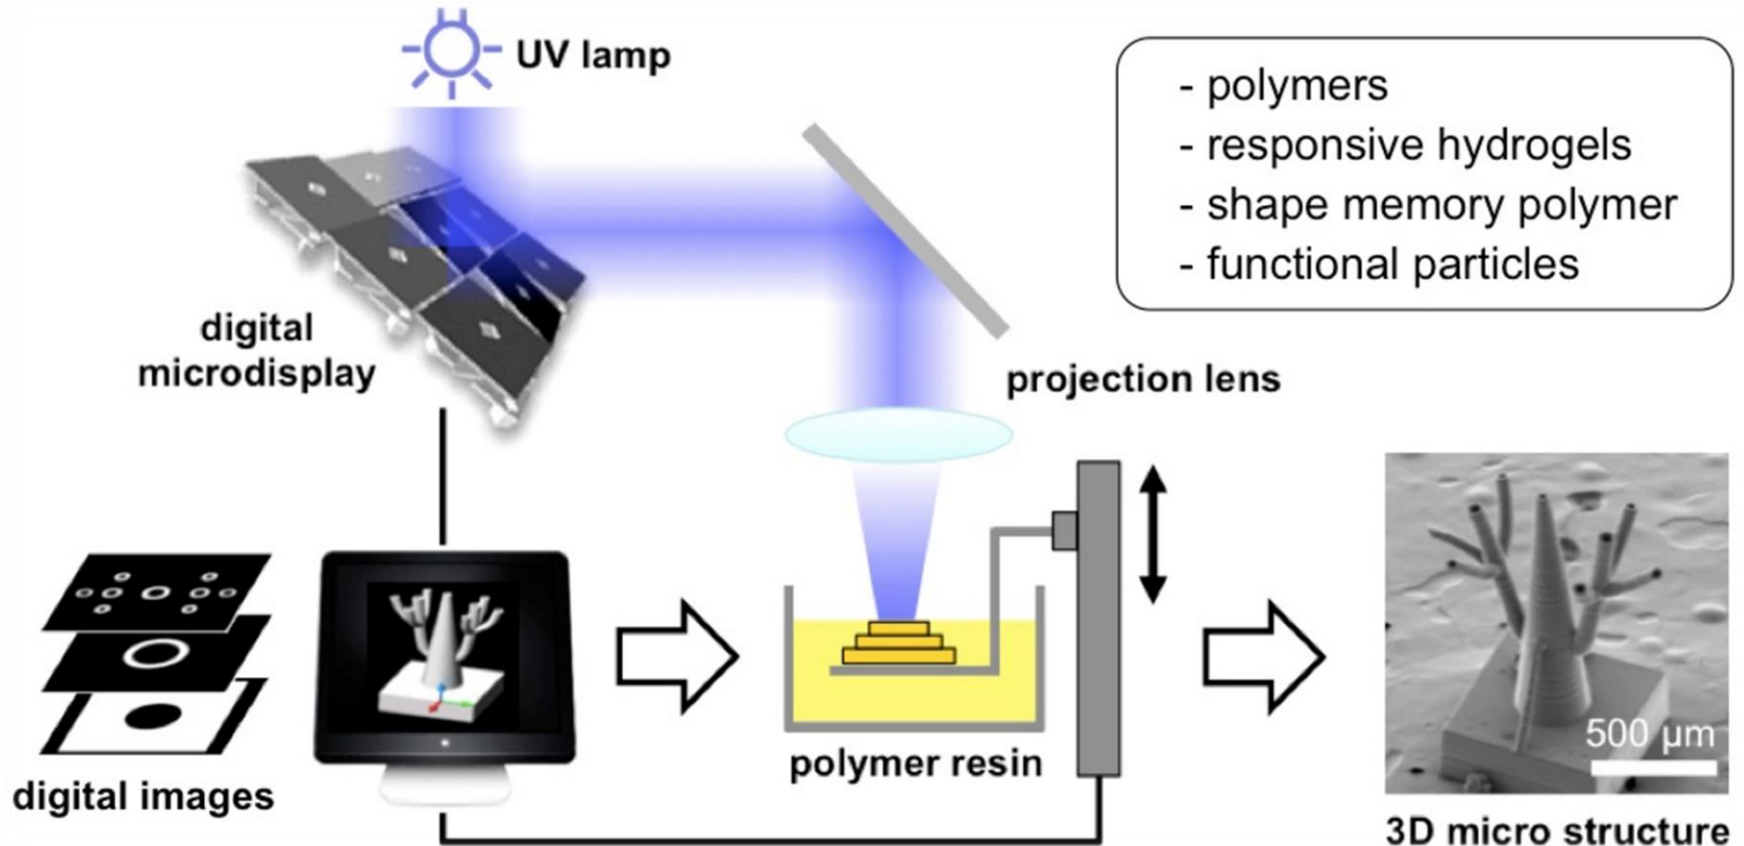 UV lamp
- polymers
- responsive hydrogels
- shape memory polymer
- functional particles
digital
microdisplay
projection lens
digital images
polymer resin
500 µm
3D micro structure